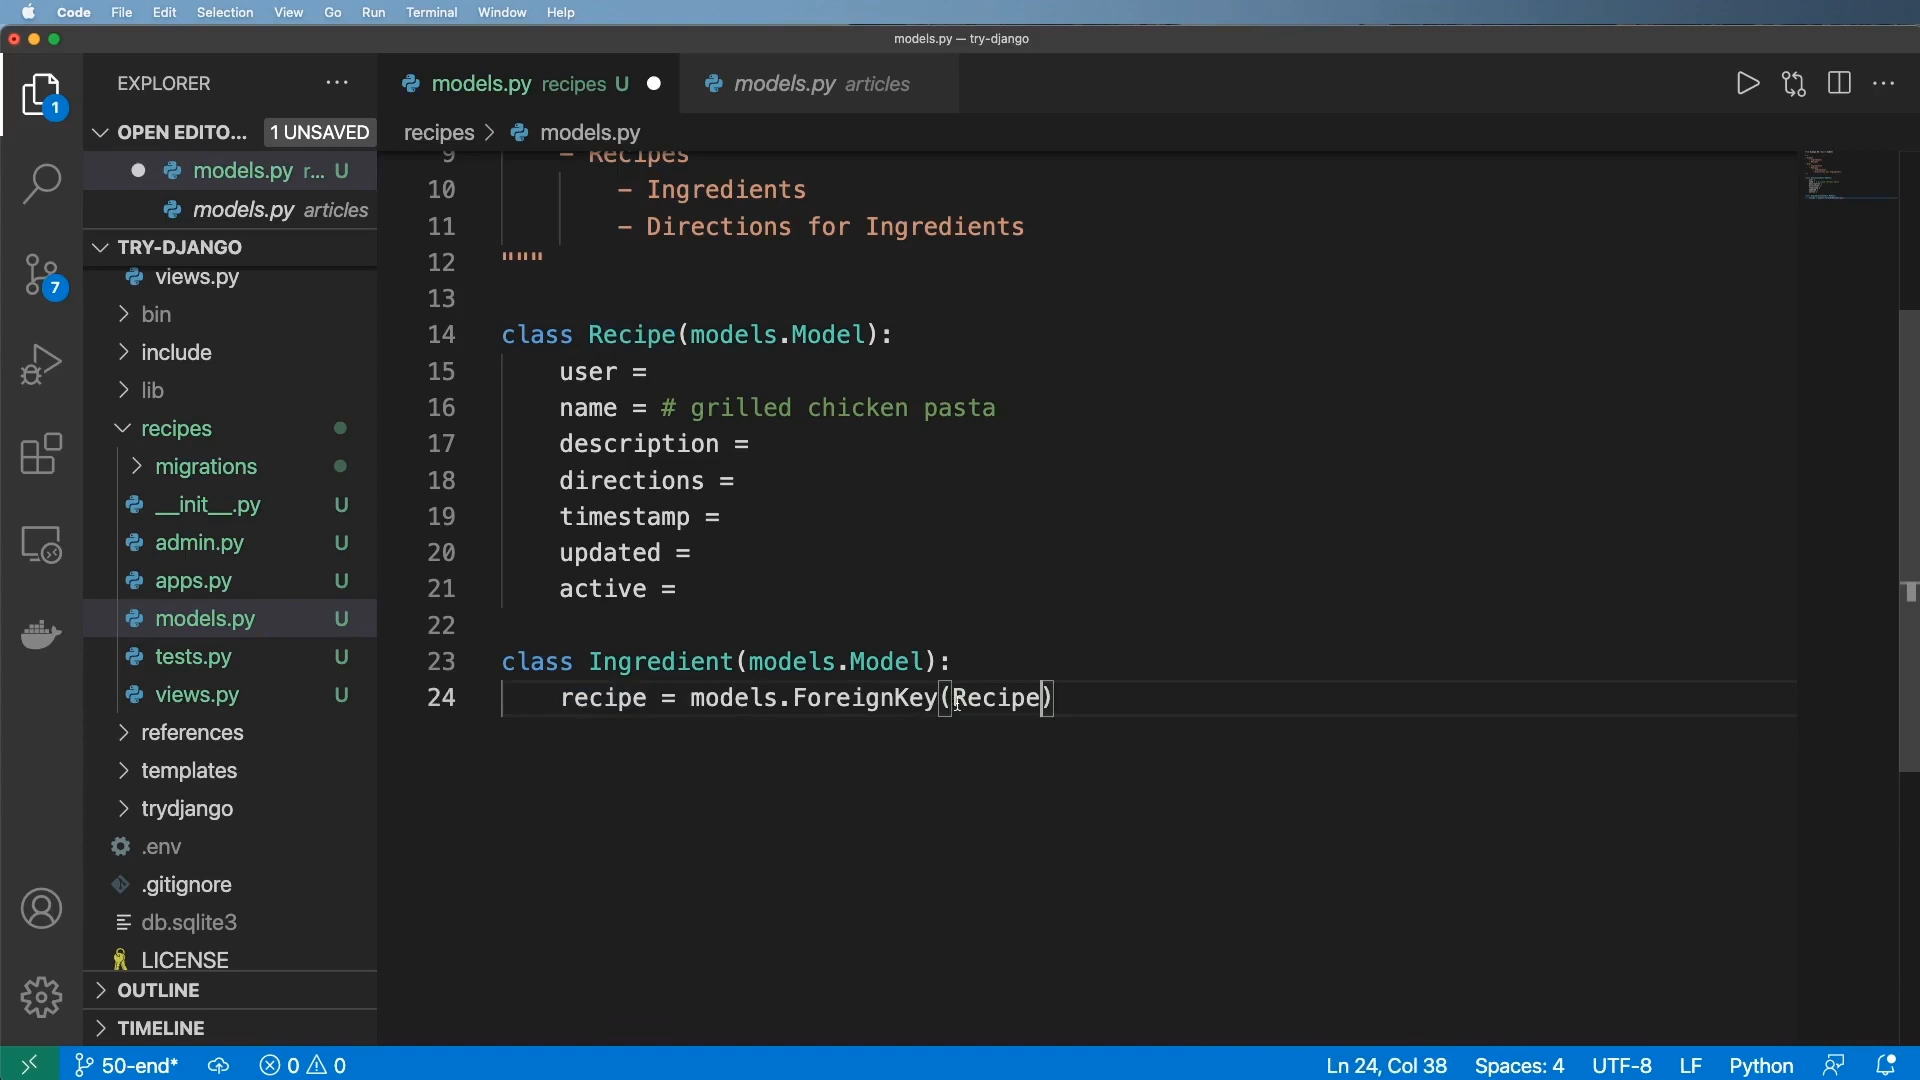 Code File Edit Selection View Go Run Terminal Window Help
models.py — try-django
EXPLORER
OPEN EDITO... 1 UNSAVED
models.py r... U
models.py articles
TRY-DJANGO
views.py
bin
include
lib
recipes
migrations
__init__.py U
admin.py U
apps.py U
models.py U
tests.py U
views.py U
references
templates
trydjango
.env
.gitignore
db.sqlite3
LICENSE
OUTLINE
TIMELINE
1
7
models.py recipes U
models.py articles
recipes > models.py
9 - Recipes
10 - Ingredients
11 - Directions for Ingredients
12 """
13
14 class Recipe(models.Model):
15 user =
16 name = # grilled chicken pasta
17 description =
18 directions =
19 timestamp =
20 updated =
21 active =
22
23 class Ingredient(models.Model):
24 recipe = models.ForeignKey(Recipe)
50-end* 0 0 Ln 24, Col 38 Spaces: 4 UTF-8 LF Python